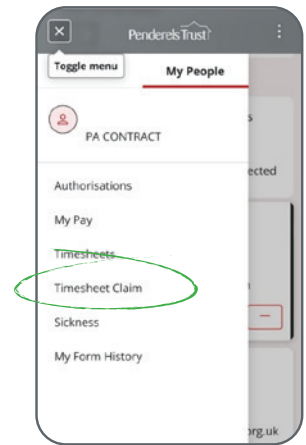 Penderels Trust
Toggle menu
My People
PA CONTRACT
ected
Authorisations
My Pay
Timesheets
Timesheet Claim
Sickness
My Form History
org.uk